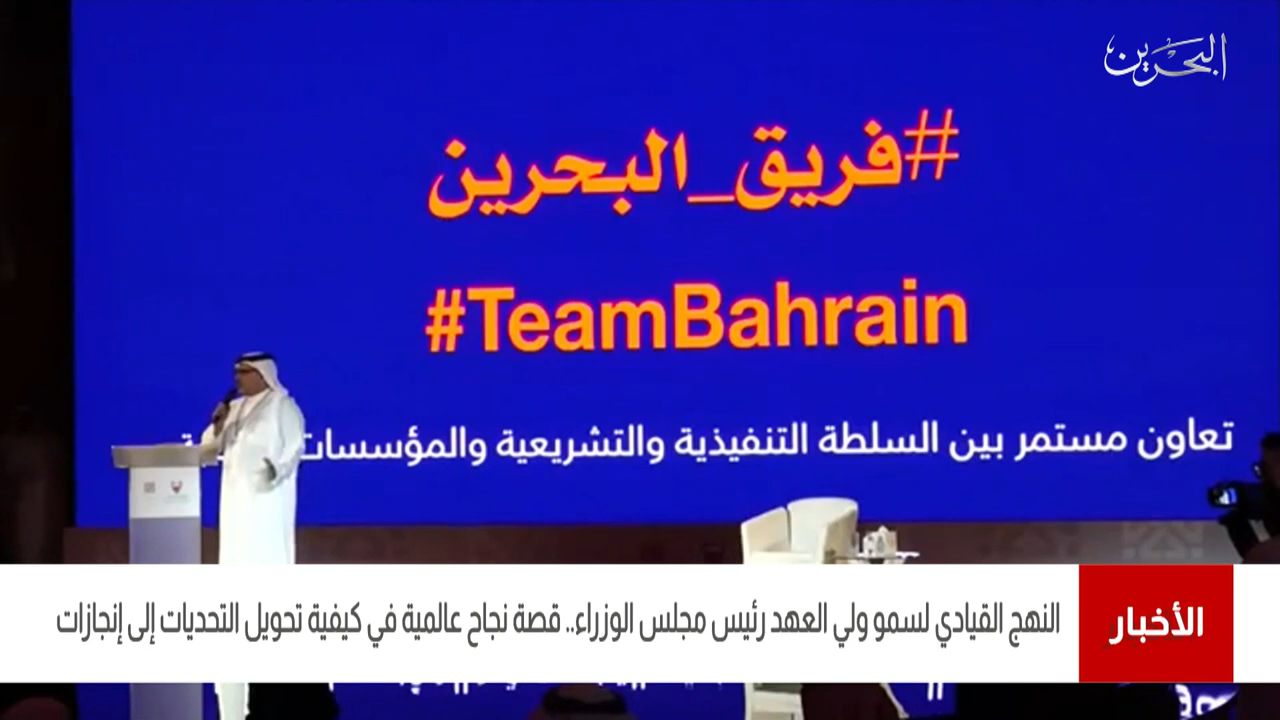 البحرين
#فريق_البحرين
#TeamBahrain
تعاون مستمر بين السلطة التنفيذية والتشريعية والمؤسسات
الأخبار
النهج القيادي لسمو ولي العهد رئيس مجلس الوزراء.. قصة نجاح عالمية في كيفية تحويل التحديات إلى إنجازات